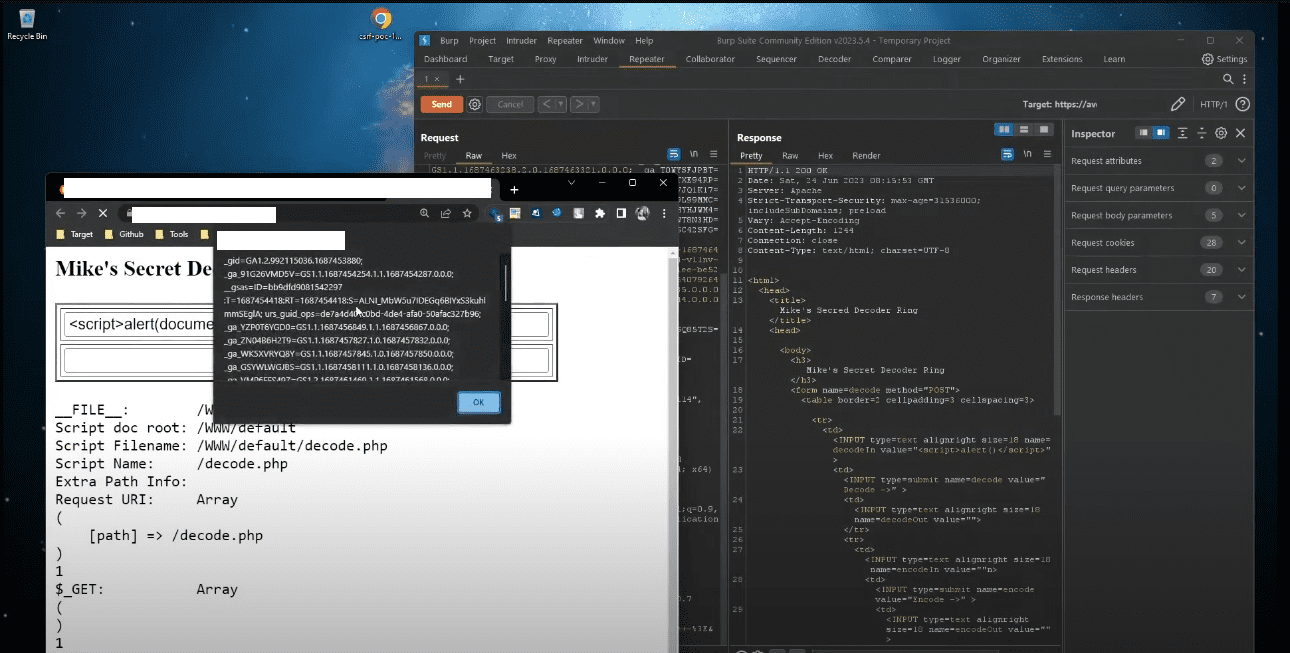 Recycle Bin
csrf-poc-1...
Burp Project Intruder Repeater Window Help
Burp Suite Community Edition v2023.5.4 - Temporary Project
Dashboard Target Proxy Intruder Repeater Collaborator Sequencer Decoder Comparer Logger Organizer Extensions Learn
Settings
1 × +
Send Cancel < >
Target: https://av
HTTP/1
Request
Pretty Raw Hex
\n
Response
Pretty Raw Hex Render
\n
1 HTTP/1.1 200 OK
2 Date: Sat, 24 Jun 2023 08:15:53 GMT
3 Server: Apache
4 Strict-Transport-Security: max-age=31536000;
includeSubDomains; preload
5 Vary: Accept-Encoding
6 Content-Length: 1244
7 Connection: close
8 Content-Type: text/html; charset=UTF-8
9
10
11 <html>
12 <head>
13 <title>
Mike's Secred Decoder Ring
</title>
14 <head>
15
16 <body>
17 <h3>
Mike's Secret Decoder Ring
</h3>
18 <form name=decode method="POST">
19 <table border=2 cellpadding=3 cellspacing=3>
20
21 <tr>
22 <td>
<INPUT type=text alignright size=18 name=
decodeIn value="<script>alert()</script>"
>
23 <td>
<INPUT type=submit name=decode value="
Decode ->" >
24 <td>
<INPUT type=text alignright size=18
name=decodeOut value="">
25 </tr>
26 <tr>
27 <td>
<INPUT type=text alignright size=18
name=encodeIn value=""n>
28 <td>
<INPUT type=submit name=encode
value="Encode ->" >
29 <td>
<INPUT type=text alignright
size=18 name=encodeOut value=""
>
Inspector
Request attributes 2
Request query parameters 0
Request body parameters 5
Request cookies 28
Request headers 20
Response headers 7
Target Github Tools
_gid=GA1.2.992115036.1687453880;
_ga_91G26VMD5V=GS1.1.1687454254.1.1.1687454287.0.0.0;
__gsas=ID=bb9dfd9081542297
:T=1687454418:RT=1687454418:S=ALNI_MbW5u7IDEGq6BIYxS3kuhl
_ga_YZP0T6YGD0=GS1.1.1687456849.1.1.1687456867.0.0.0;
_ga_ZN04B6H2T9=GS1.1.1687457827.1.0.1687457832.0.0.0;
_ga_WK5XVRYQ8Y=GS1.1.1687457845.1.0.1687457850.0.0.0;
_ga_GSYWLWGJBS=GS1.1.1687458111.1.0.1687458136.0.0.0;
OK
Mike's Secret De
<script>alert(docume
__FILE__: /W
Script doc root: /WWW/default
Script Filename: /WWW/default/decode.php
Script Name: /decode.php
Extra Path Info:
Request URI: Array
(
[path] => /decode.php
)
1
$_GET: Array
(
)
1